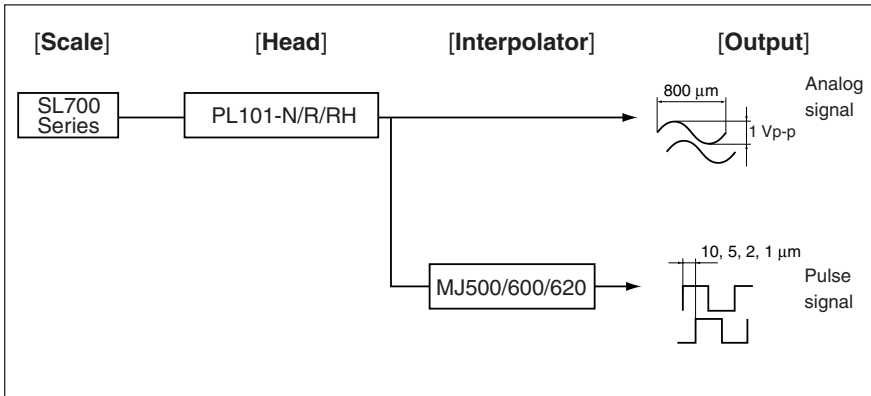 [Scale] [Head] [Interpolator] [Output]
SL700
Series
PL101-N/R/RH
800 µm
1 Vp-p
Analog
signal
MJ500/600/620
10, 5, 2, 1 µm
Pulse
signal